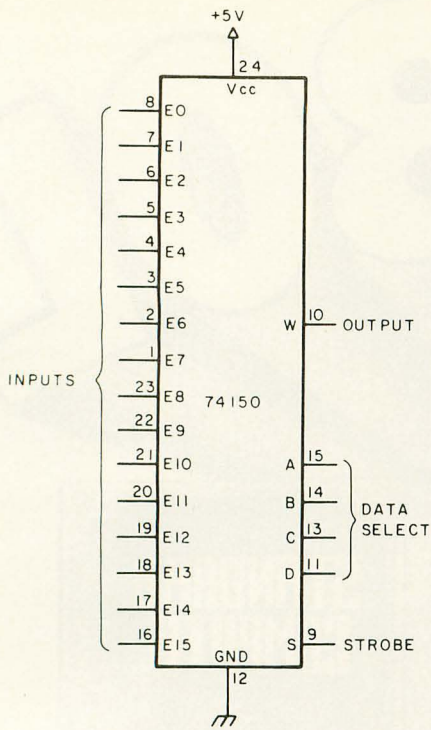 +5V
24
Vcc
8 E0
7 E1
6 E2
5 E3
4 E4
3 E5
2 E6
W 10 OUTPUT
1 E7
INPUTS
23 E8
74150
22 E9
21 E10
A 15
20 E11
B 14
DATA
SELECT
19 E12
C 13
18 E13
D 11
17 E14
16 E15
S 9 STROBE
GND
12